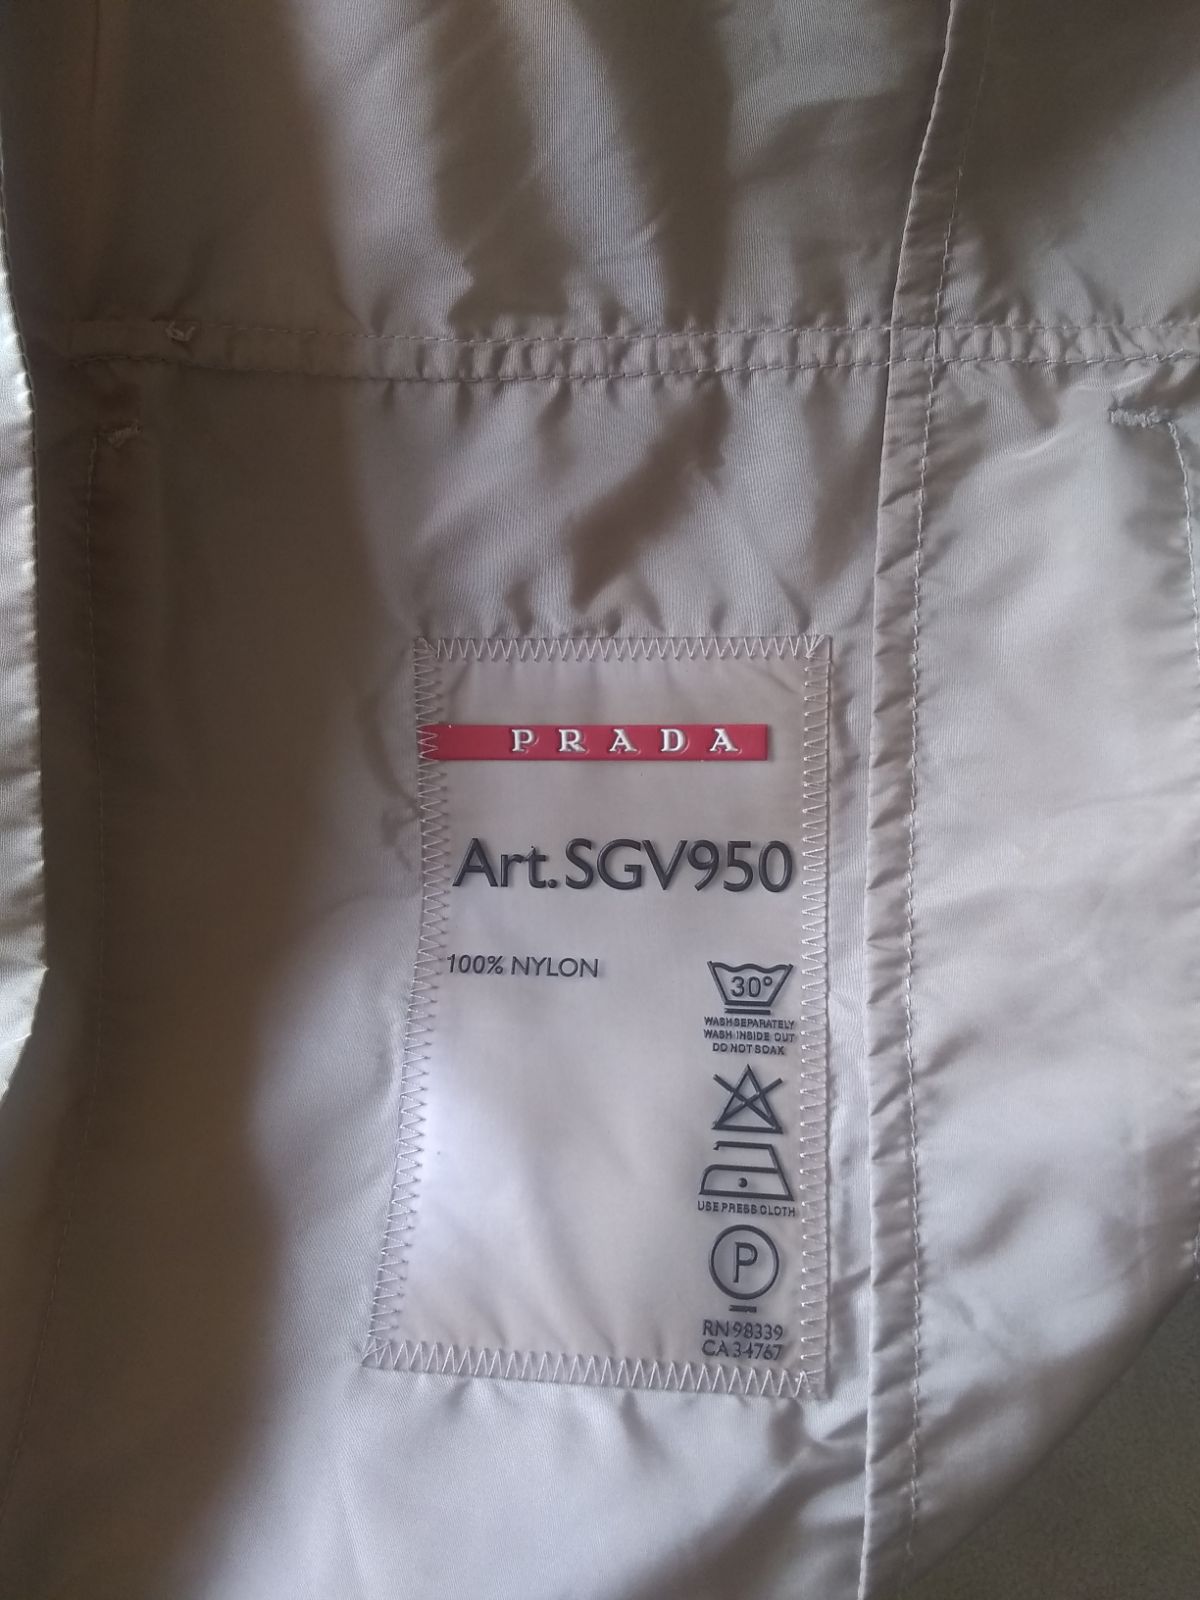 PRADA
Art.SGV950
100% NYLON
30°
WASH SEPARATELY
WASH INSIDE OUT
DO NOT SOAK
USE PRESS CLOTH
P
RN 98339
CA 34767